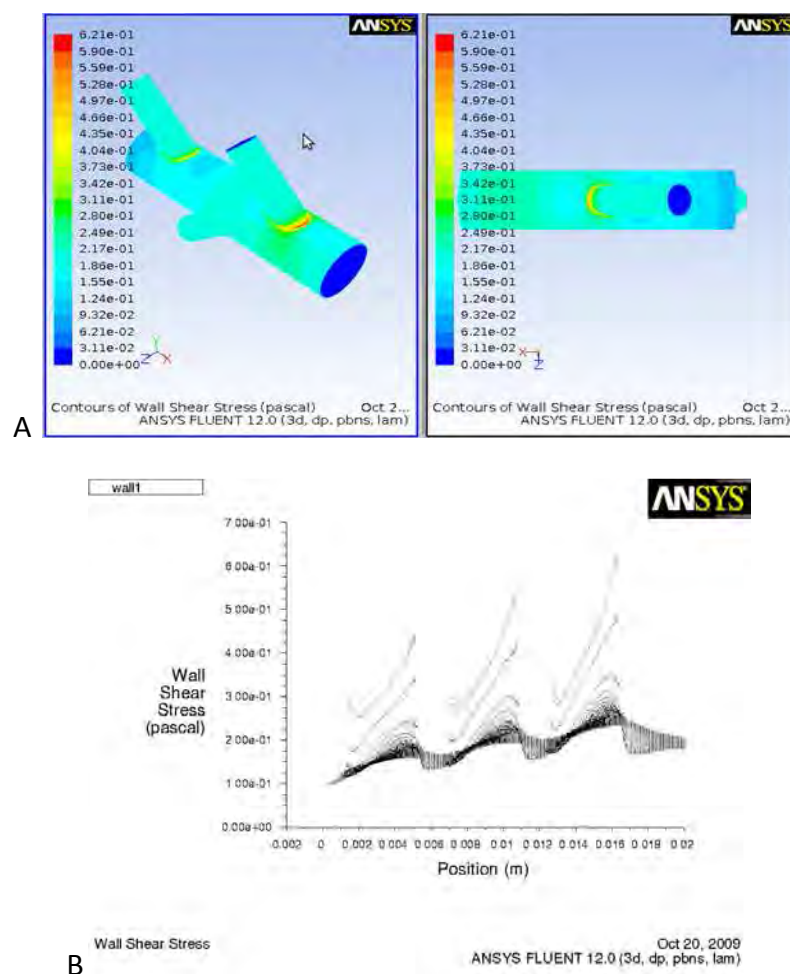 ANSYS
6.21e-01
5.90e-01
5.59e-01
5.28e-01
4.97e-01
4.66e-01
4.35e-01
4.04e-01
3.73e-01
3.42e-01
3.11e-01
2.80e-01
2.49e-01
2.17e-01
1.86e-01
1.55e-01
1.24e-01
9.32e-02
6.21e-02
3.11e-02
0.00e+00
Y
Z X
Contours of Wall Shear Stress (pascal) Oct 2...
ANSYS FLUENT 12.0 (3d, dp, pbns, lam)
ANSYS
6.21e-01
5.90e-01
5.59e-01
5.28e-01
4.97e-01
4.66e-01
4.35e-01
4.04e-01
3.73e-01
3.42e-01
3.11e-01
2.80e-01
2.49e-01
2.17e-01
1.86e-01
1.55e-01
1.24e-01
9.32e-02
6.21e-02
3.11e-02
0.00e+00
X
Z
Contours of Wall Shear Stress (pascal) Oct 2...
ANSYS FLUENT 12.0 (3d, dp, pbns, lam)
A
wall1
ANSYS
7.00e-01
6.00e-01
5.00e-01
4.00e-01
3.00e-01
2.00e-01
1.00e-01
0.00e+00
Wall
Shear
Stress
(pascal)
-0.002 0 0.002 0.004 0.006 0.008 0.01 0.012 0.014 0.016 0.018 0.02
Position (m)
Wall Shear Stress
Oct 20, 2009
ANSYS FLUENT 12.0 (3d, dp, pbns, lam)
B